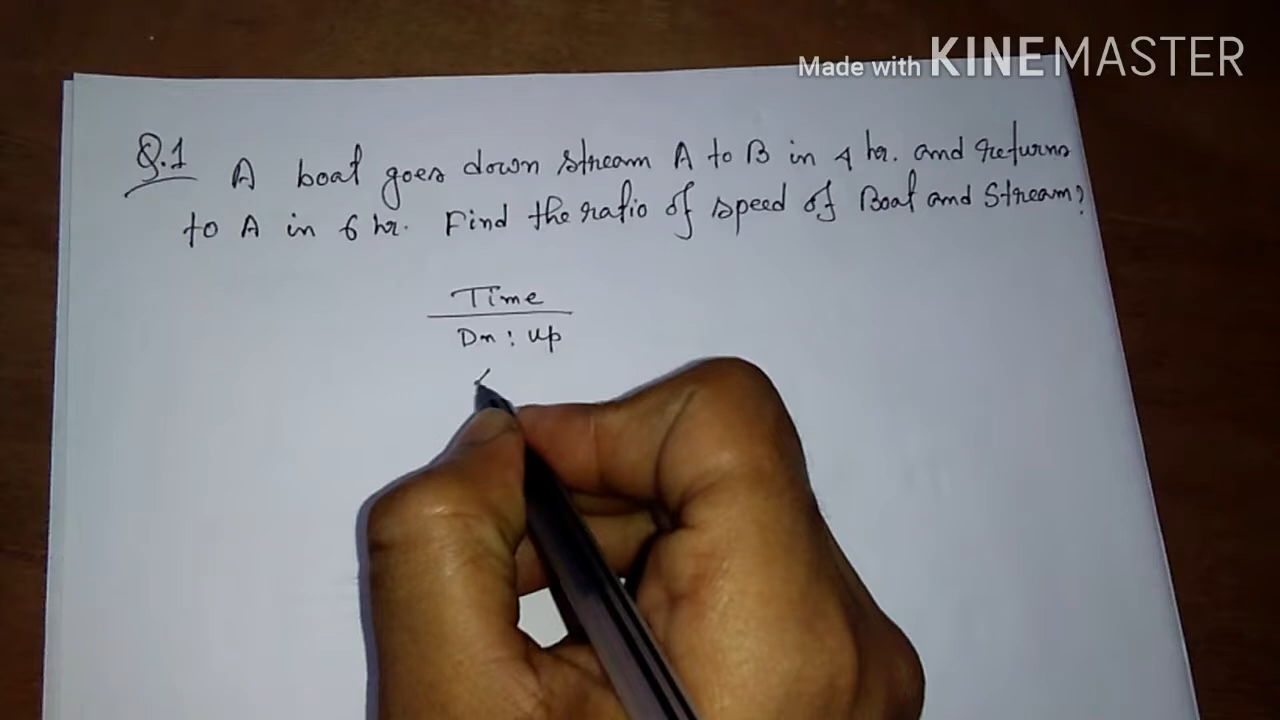 Made with KINEMASTER
Q.1 A boat goes down stream A to B in 4 hr. and returns
to A in 6 hr. Find the ratio of speed of Boat and Stream?
Time
Dn : up